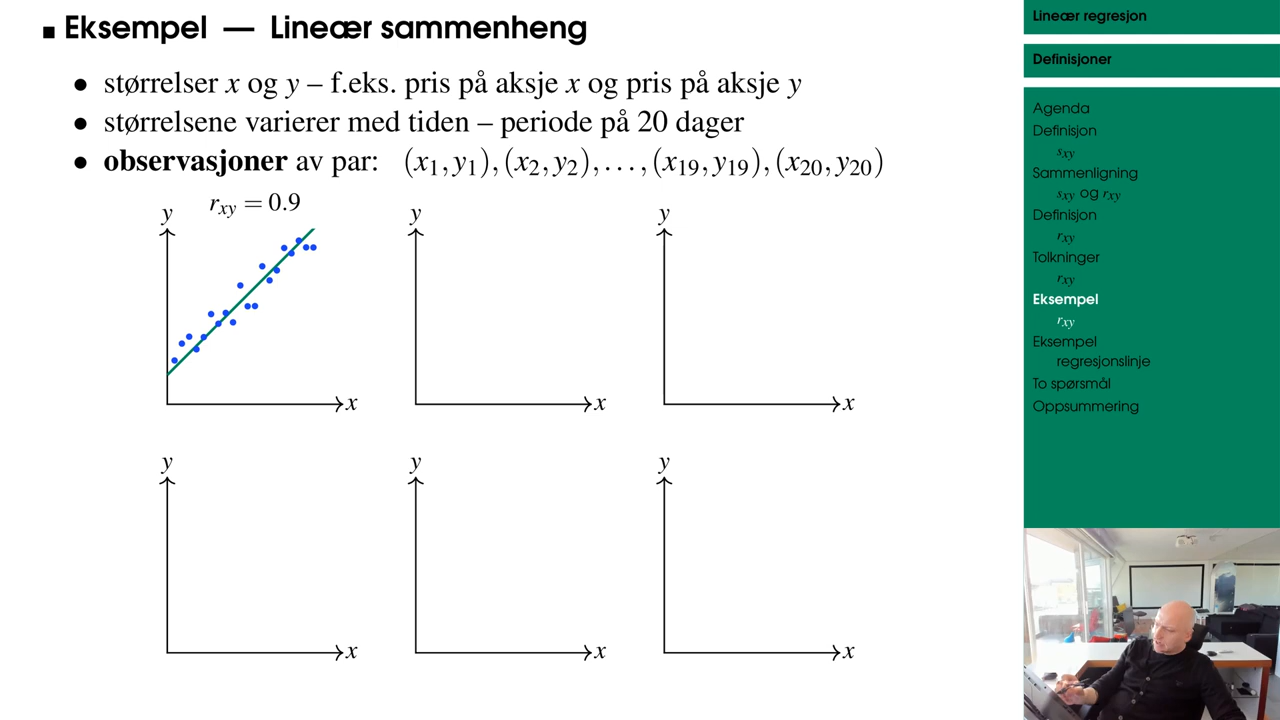 Eksempel — Lineær sammenheng
• størrelser x og y – f.eks. pris på aksje x og pris på aksje y
• størrelsene varierer med tiden – periode på 20 dager
• observasjoner av par: (x₁, y₁), (x₂, y₂), . . . , (x₁₉, y₁₉), (x₂₀, y₂₀)
rxy = 0.9
y
y
y
x
x
x
y
y
y
x
x
x
Lineær regresjon
Definisjoner
Agenda
Definisjon
sxy
Sammenligning
sxy og rxy
Definisjon
rxy
Tolkninger
rxy
Eksempel
rxy
Eksempel
regresjonslinje
To spørsmål
Oppsummering